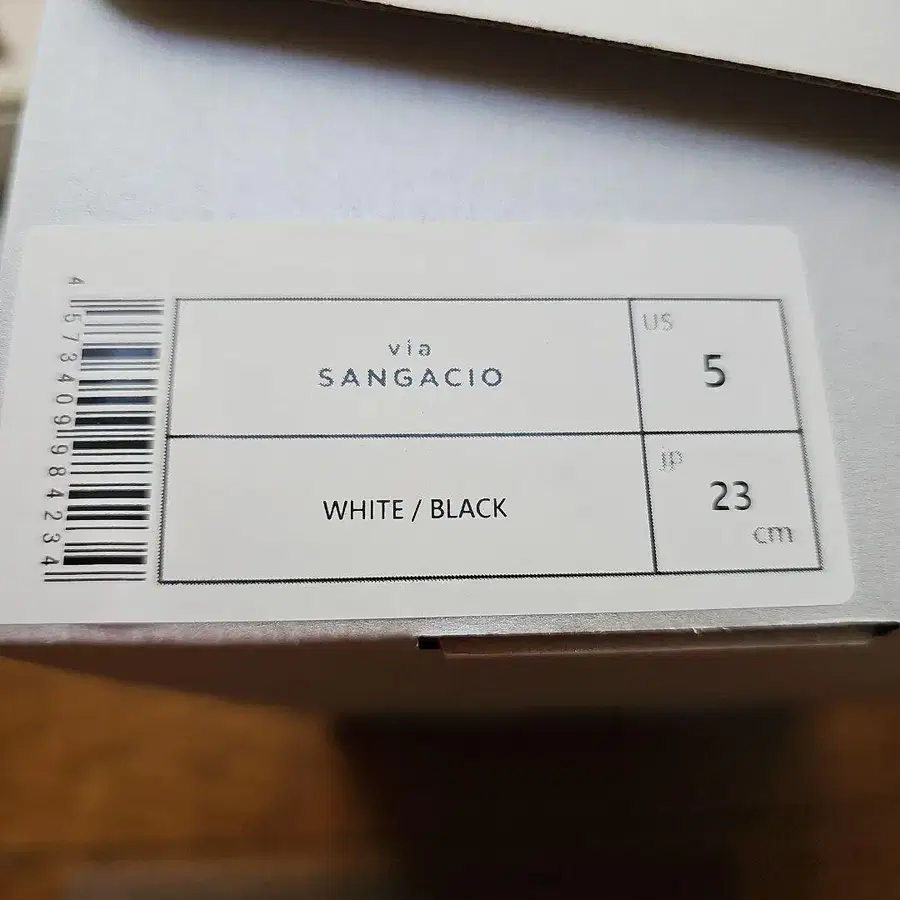 4573409984234
via
SANGACIO
US
5
WHITE / BLACK
jp
23
cm